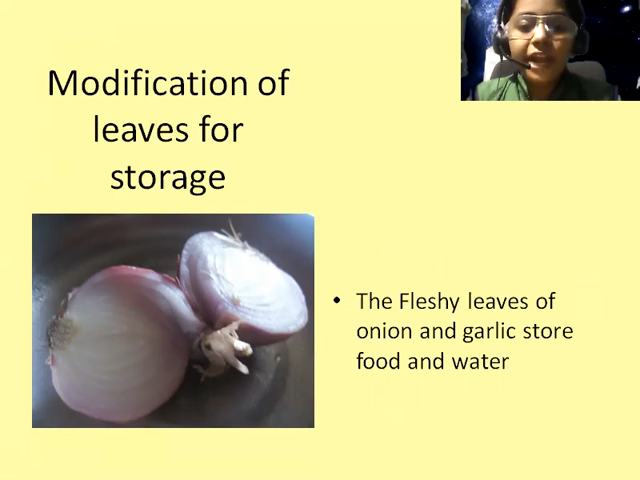 Modification of
leaves for
storage
• The Fleshy leaves of
onion and garlic store
food and water